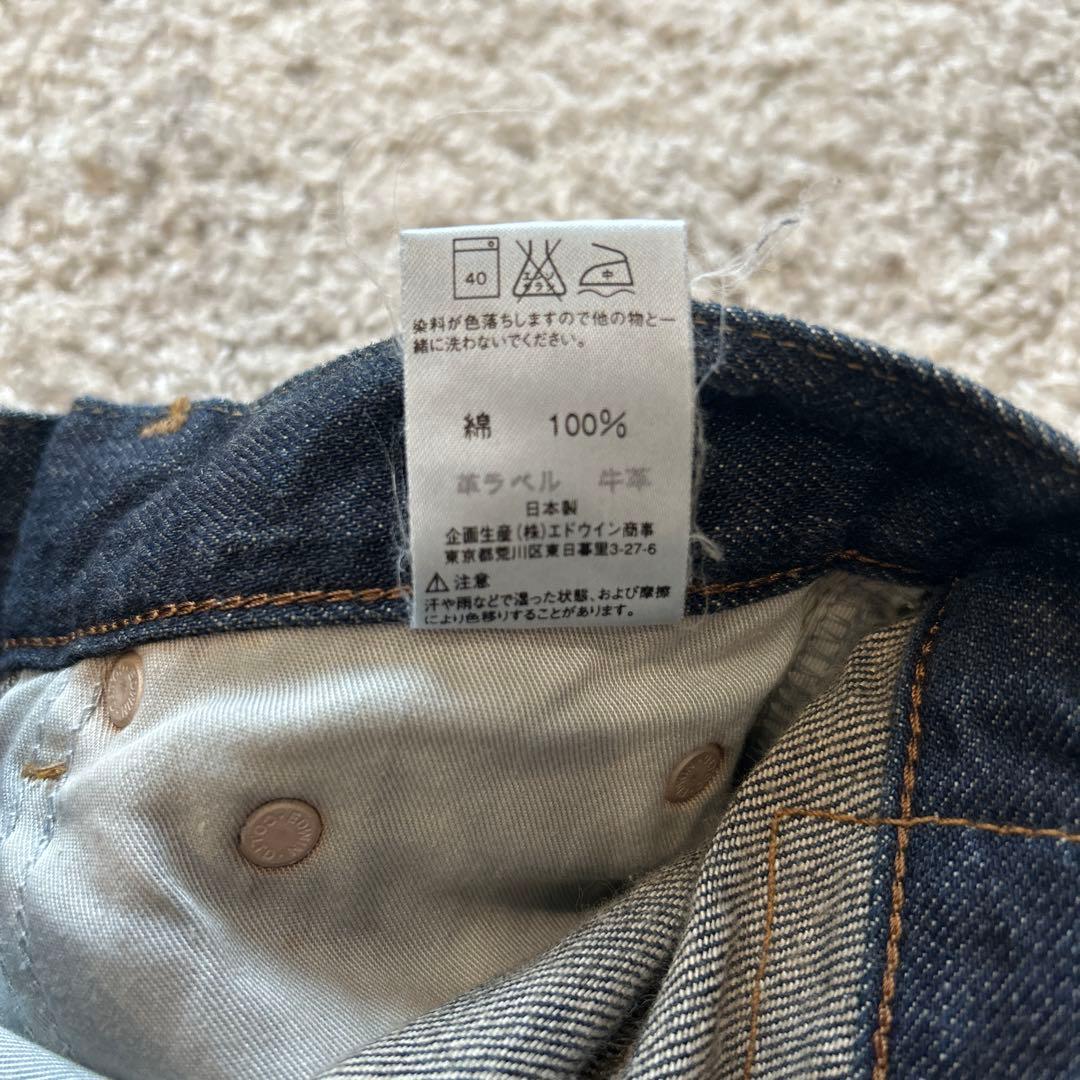 40
エンソ
サラシ
中
染料が色落ちしますので他の物と一
緒に洗わないでください。
綿 100%
革ラベル 牛革
日本製
企画生産(株)エドウイン商事
東京都荒川区東日暮里3-27-6
⚠注意
汗や雨などで湿った状態、および摩擦
により色移りすることがあります。